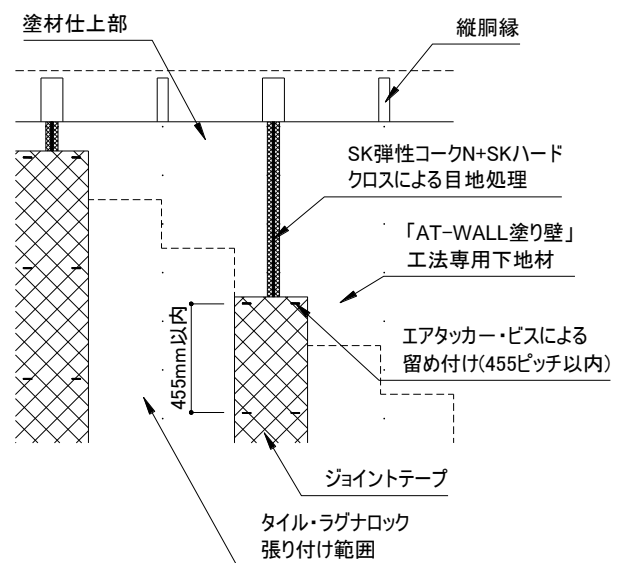 塗材仕上部
縦胴縁
SK弾性コークN+SKハード
クロスによる目地処理
「AT-WALL塗り壁」
工法専用下地材
エアタッカー・ビスによる
留め付け(455ピッチ以内)
455mm以内
ジョイントテープ
タイル・ラグナロック
張り付け範囲